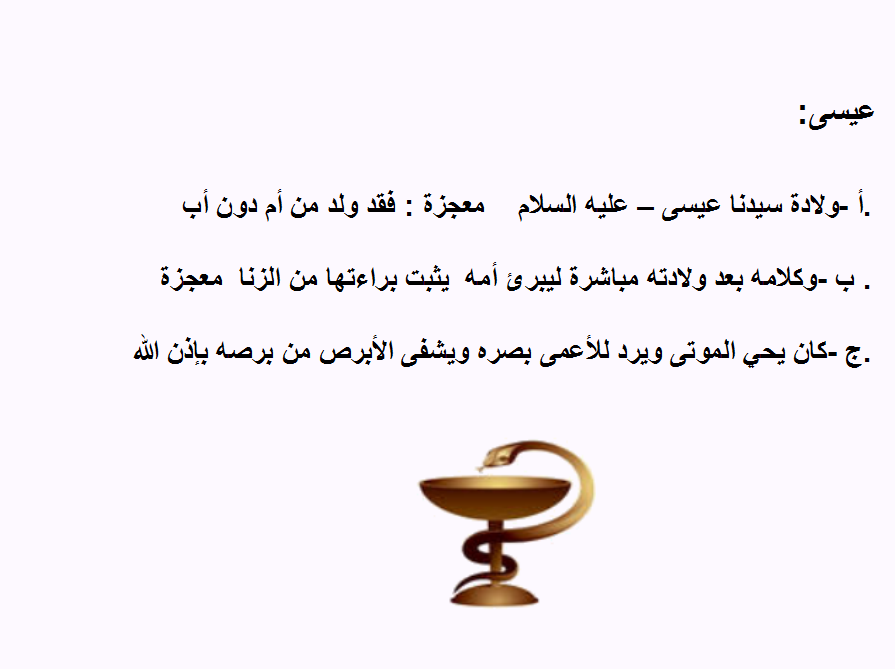 عيسى:
.أ -ولادة سيدنا عيسى – عليه السلام معجزة : فقد ولد من أم دون أب
. ب -وكلامه بعد ولادته مباشرة ليبرئ أمه يثبت براءتها من الزنا معجزة
.ج -كان يحي الموتى ويرد للأعمى بصره ويشفى الأبرص من برصه بإذن الله